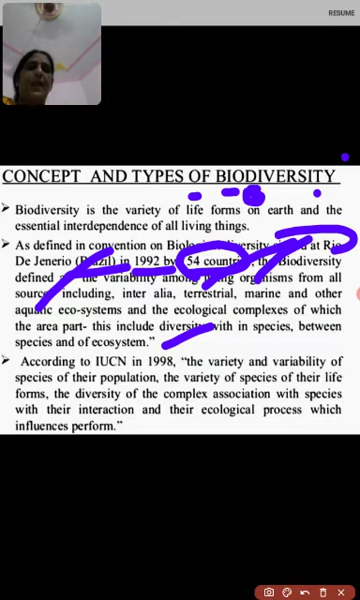 RESUME
CONCEPT AND TYPES OF BIODIVERSITY
➤ Biodiversity is the variety of life forms on earth and the
essential interdependence of all living things.
➤ As defined in convention on diversity at Rio
De Jenerio in 1992 by 54 the Biodiversity
defined the variability among organisms from all
including, inter alia, terrestrial, marine and other
aquatic eco-systems and the ecological complexes of which
the area part- this include diversity with in species, between
species and of ecosystem.”
➤ According to IUCN in 1998, “the variety and variability of
species of their population, the variety of species of their life
forms, the diversity of the complex association with species
with their interaction and their ecological process which
influences perform.”